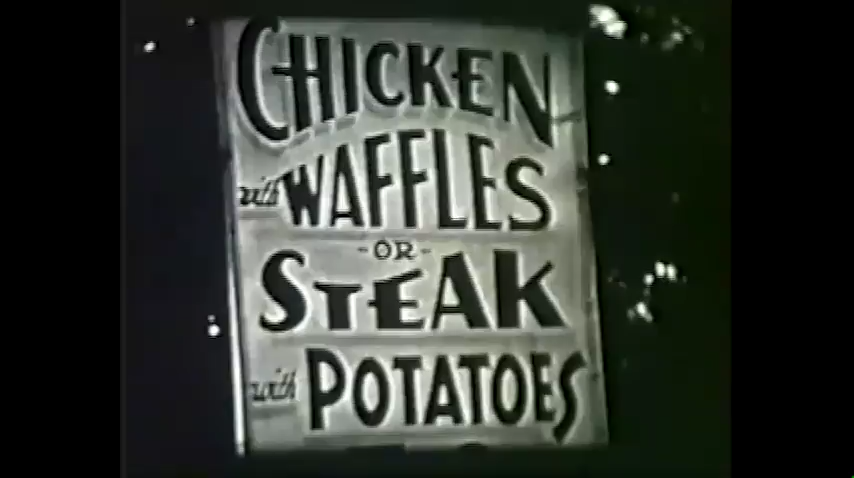 CHICKEN
with WAFFLES
-OR-
STEAK
with POTATOES